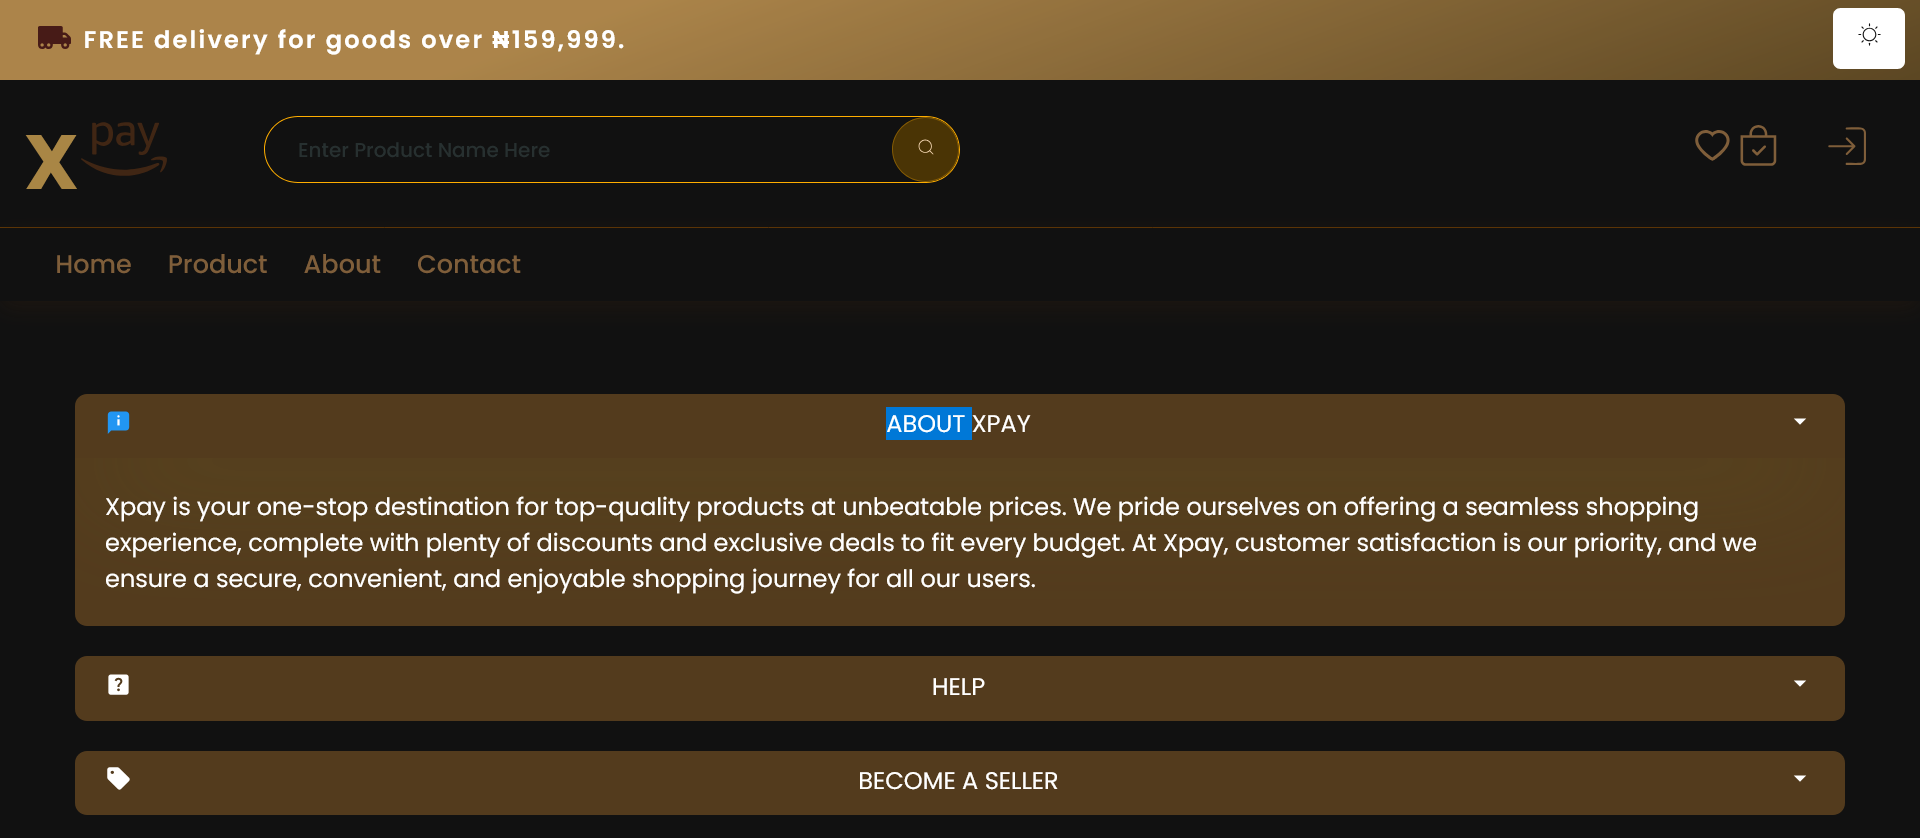 FREE delivery for goods over ₦159,999.
X pay
Enter Product Name Here
Home Product About Contact
ABOUT XPAY
Xpay is your one-stop destination for top-quality products at unbeatable prices. We pride ourselves on offering a seamless shopping
experience, complete with plenty of discounts and exclusive deals to fit every budget. At Xpay, customer satisfaction is our priority, and we
ensure a secure, convenient, and enjoyable shopping journey for all our users.
HELP
BECOME A SELLER